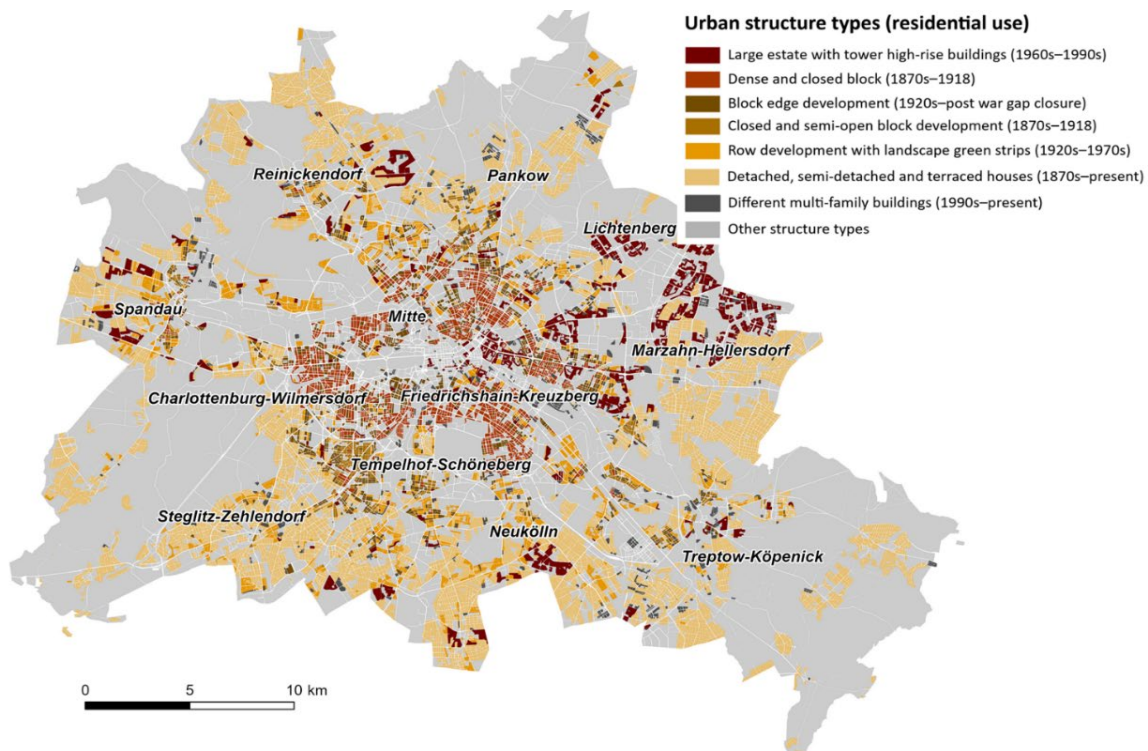 Urban structure types (residential use)
Large estate with tower high-rise buildings (1960s–1990s)
Dense and closed block (1870s–1918)
Block edge development (1920s–post war gap closure)
Closed and semi-open block development (1870s–1918)
Row development with landscape green strips (1920s–1970s)
Detached, semi-detached and terraced houses (1870s–present)
Different multi-family buildings (1990s–present)
Other structure types
Reinickendorf
Pankow
Lichtenberg
Spandau
Mitte
Marzahn-Hellersdorf
Charlottenburg-Wilmersdorf
Friedrichshain-Kreuzberg
Tempelhof-Schöneberg
Steglitz-Zehlendorf
Neukölln
Treptow-Köpenick
0 5 10 km